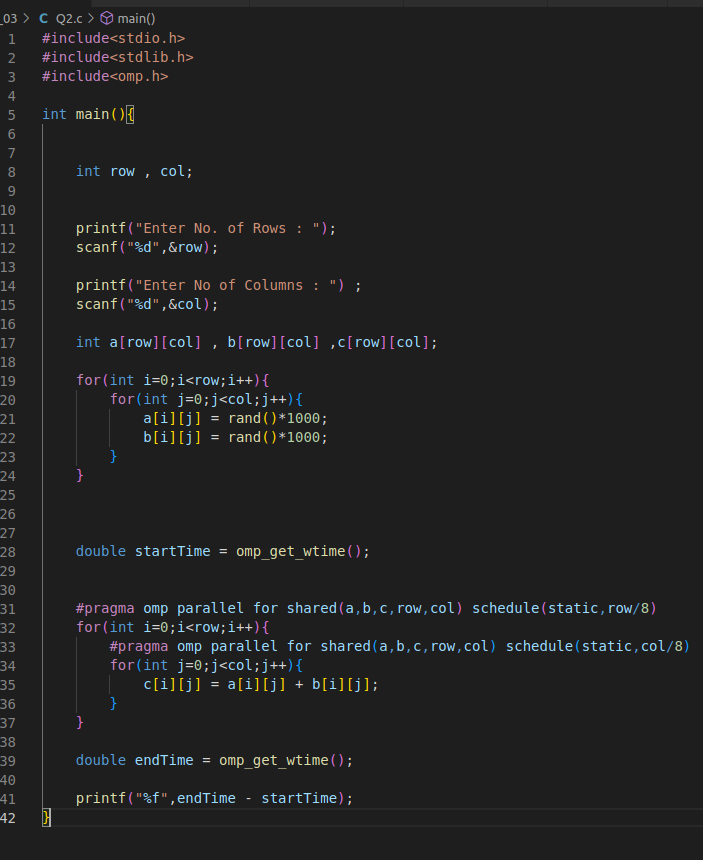 _03 > C Q2.c > main()
1 #include<stdio.h>
2 #include<stdlib.h>
3 #include<omp.h>
4
5 int main(){
6
7
8     int row , col;
9
10
11     printf("Enter No. of Rows : ");
12     scanf("%d",&row);
13
14     printf("Enter No of Columns : ") ;
15     scanf("%d",&col);
16
17     int a[row][col] , b[row][col] ,c[row][col];
18
19     for(int i=0;i<row;i++){
20         for(int j=0;j<col;j++){
21             a[i][j] = rand()*1000;
22             b[i][j] = rand()*1000;
23         }
24     }
25
26
27
28     double startTime = omp_get_wtime();
29
30
31     #pragma omp parallel for shared(a,b,c,row,col) schedule(static,row/8)
32     for(int i=0;i<row;i++){
33         #pragma omp parallel for shared(a,b,c,row,col) schedule(static,col/8)
34         for(int j=0;j<col;j++){
35             c[i][j] = a[i][j] + b[i][j];
36         }
37     }
38
39     double endTime = omp_get_wtime();
40
41     printf("%f",endTime - startTime);
42 }